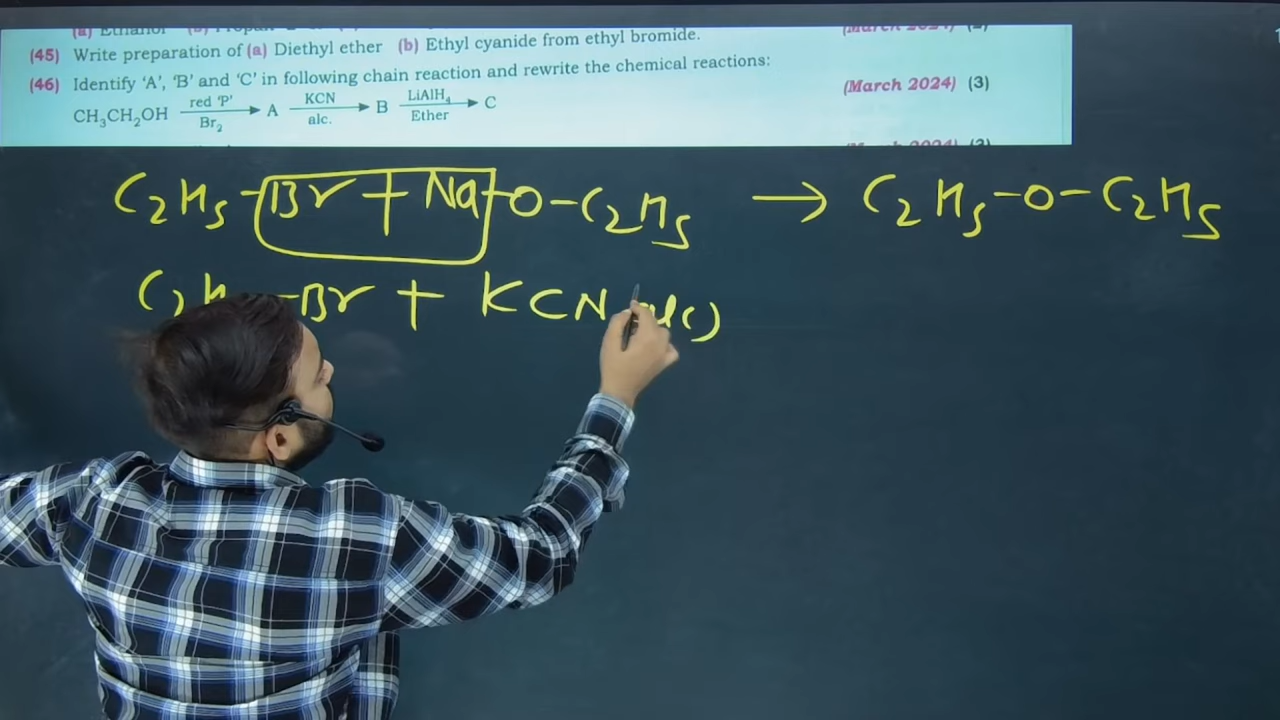 (a) Ethanol
(45) Write preparation of (a) Diethyl ether (b) Ethyl cyanide from ethyl bromide.
(46) Identify 'A', 'B' and 'C' in following chain reaction and rewrite the chemical reactions:
(March 2024) (3)
CH₃CH₂OH red 'P' Br₂ → A KCN alc. → B LiAlH₄ Ether → C
C₂H₅-Br + Na-O-C₂H₅ → C₂H₅-O-C₂H₅
-Br + KCN